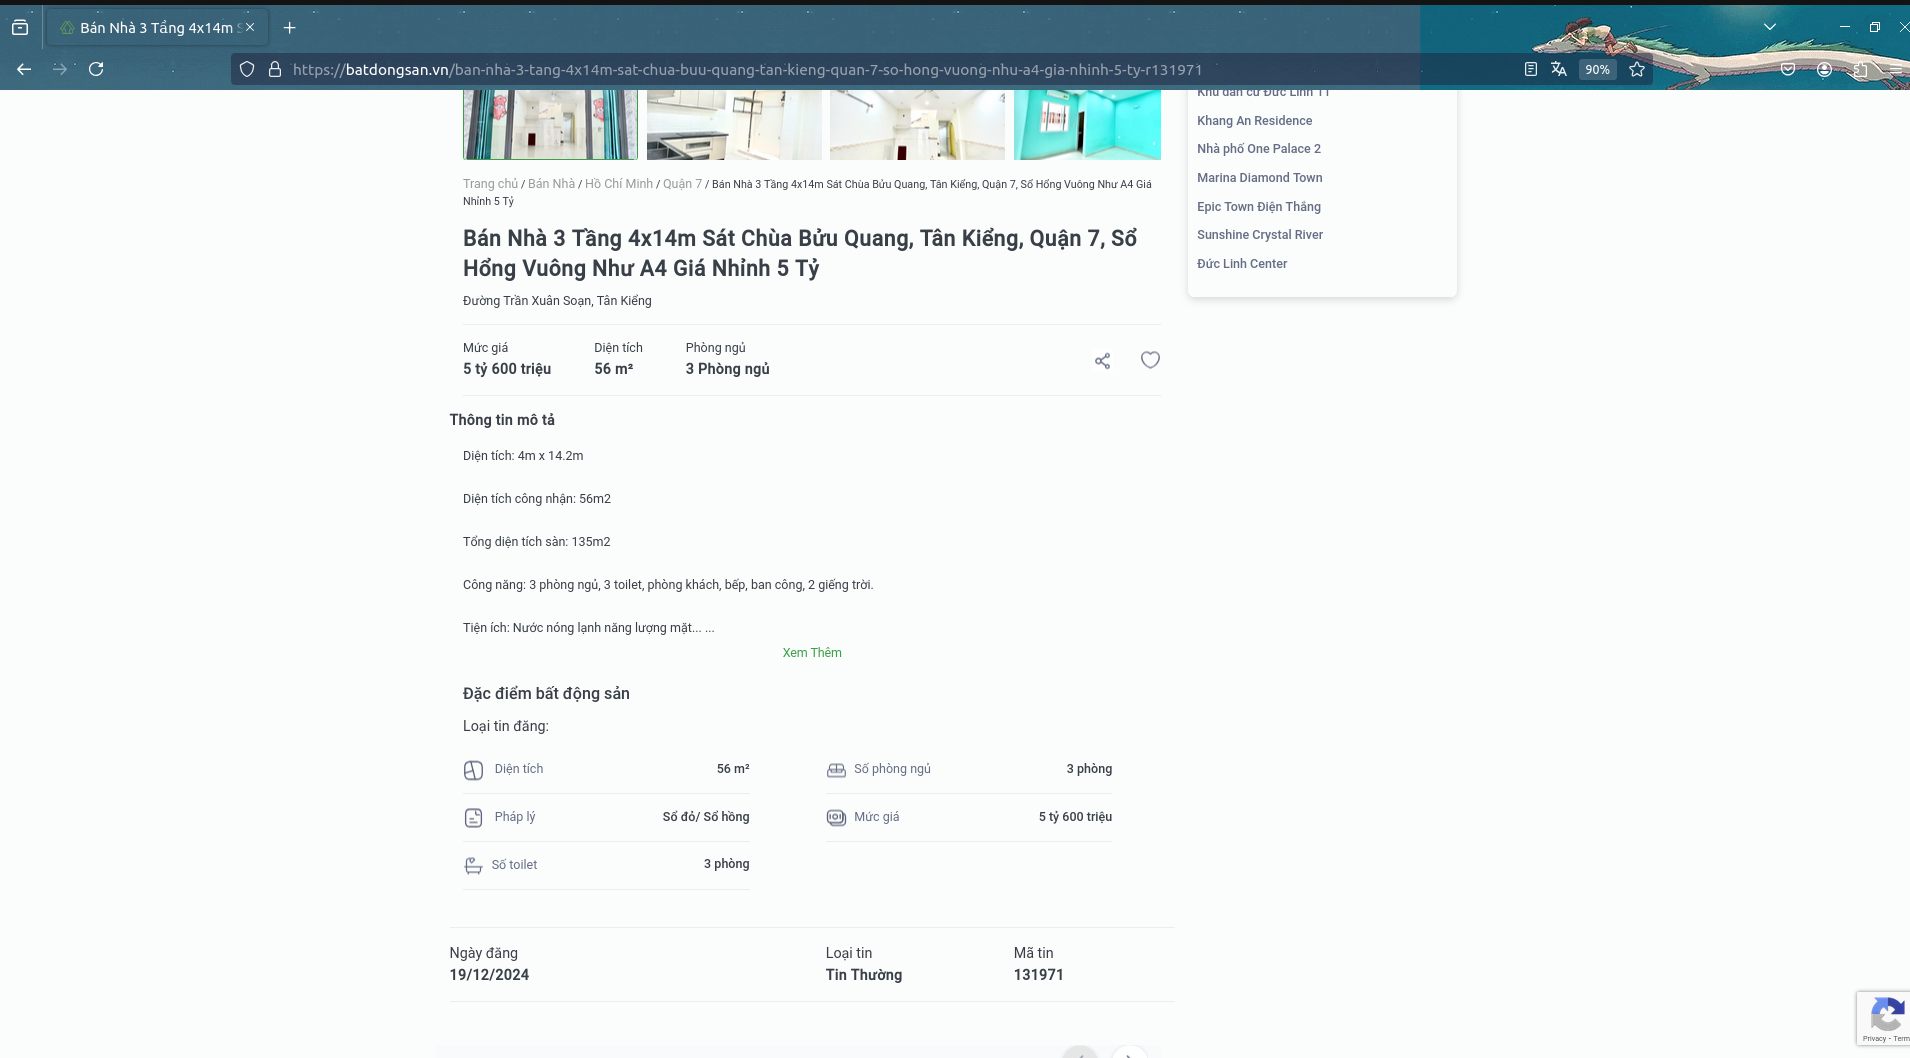 Bán Nhà 3 Tầng 4x14m S
https://batdongsan.vn/ban-nha-3-tang-4x14m-sat-chua-buu-quang-tan-kieng-quan-7-so-hong-vuong-nhu-a4-gia-nhinh-5-ty-r131971
90%
Khu dân cư Đức Linh 11
Khang An Residence
Nhà phố One Palace 2
Marina Diamond Town
Epic Town Điện Thắng
Sunshine Crystal River
Đức Linh Center
Trang chủ / Bán Nhà / Hồ Chí Minh / Quận 7 / Bán Nhà 3 Tầng 4x14m Sát Chùa Bửu Quang, Tân Kiểng, Quận 7, Sổ Hồng Vuông Như A4 Giá
Nhỉnh 5 Tỷ
Bán Nhà 3 Tầng 4x14m Sát Chùa Bửu Quang, Tân Kiểng, Quận 7, Sổ
Hồng Vuông Như A4 Giá Nhỉnh 5 Tỷ
Đường Trần Xuân Soạn, Tân Kiểng
Mức giá
5 tỷ 600 triệu
Diện tích
56 m²
Phòng ngủ
3 Phòng ngủ
Thông tin mô tả
Diện tích: 4m x 14.2m
Diện tích công nhận: 56m2
Tổng diện tích sàn: 135m2
Công năng: 3 phòng ngủ, 3 toilet, phòng khách, bếp, ban công, 2 giếng trời.
Tiện ích: Nước nóng lạnh năng lượng mặt... ...
Xem Thêm
Đặc điểm bất động sản
Loại tin đăng:
Diện tích 56 m²
Số phòng ngủ 3 phòng
Pháp lý Sổ đỏ/ Sổ hồng
Mức giá 5 tỷ 600 triệu
Số toilet 3 phòng
Ngày đăng
19/12/2024
Loại tin
Tin Thường
Mã tin
131971
Privacy - Term